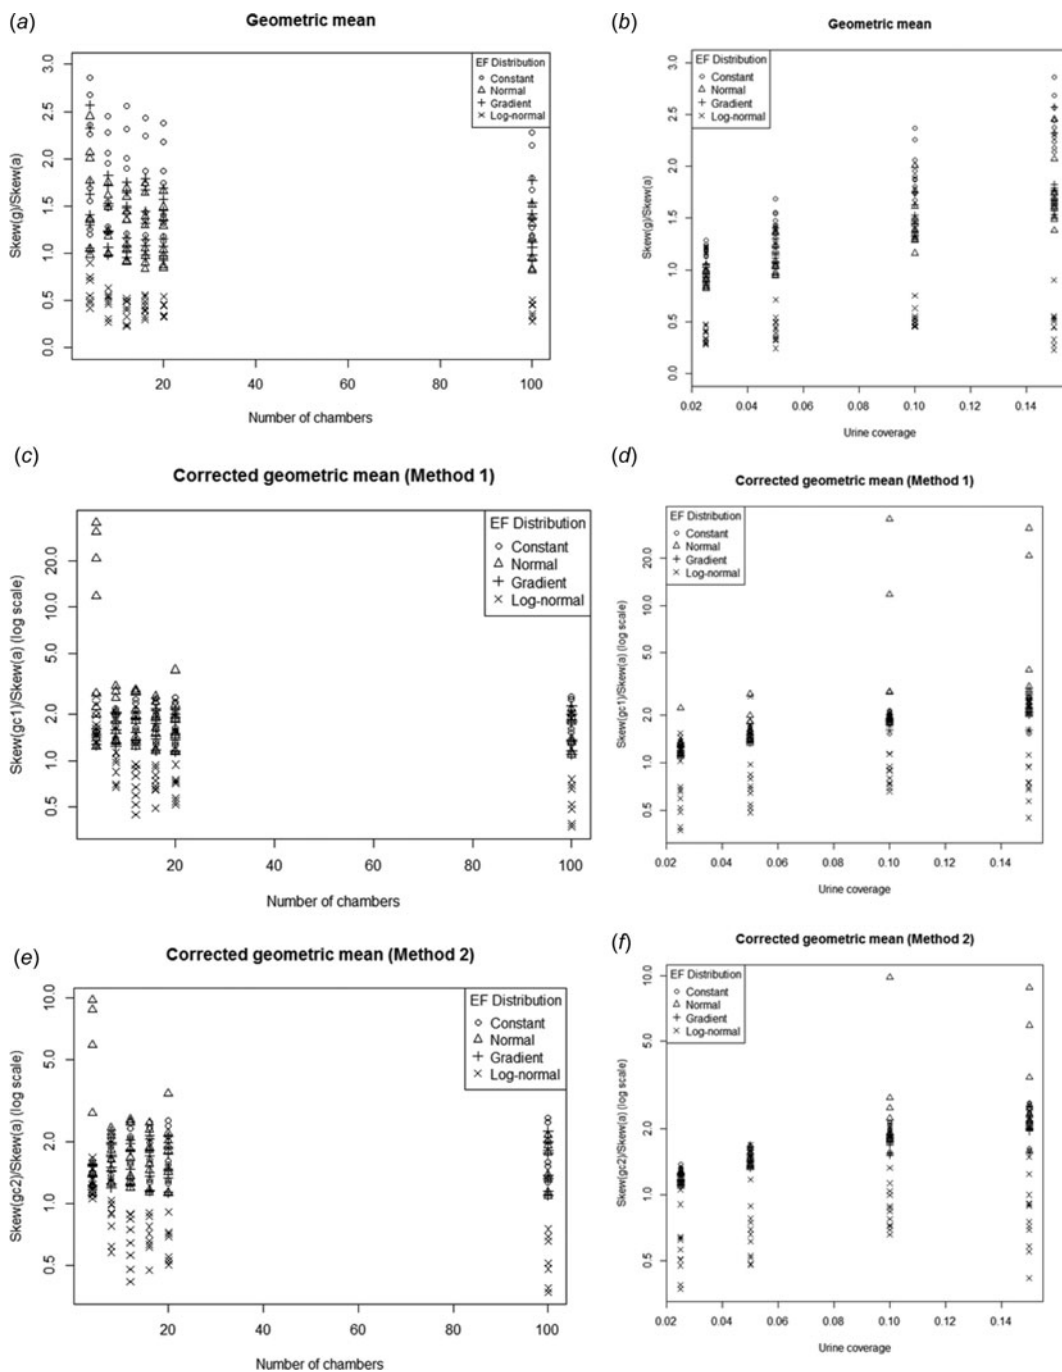 (a)
Geometric mean
Skew(g)/Skew(a)
3.0
2.5
2.0
1.5
1.0
0.5
0.0
EF Distribution
Constant
Normal
Gradient
Log-normal
20 40 60 80 100
Number of chambers
(b)
Geometric mean
Skew(g)/Skew(a)
3.0
2.5
2.0
1.5
1.0
0.5
0.0
EF Distribution
Constant
Normal
Gradient
Log-normal
0.02 0.04 0.06 0.08 0.10 0.12 0.14
Urine coverage
(c)
Corrected geometric mean (Method 1)
Skew(gc1)/Skew(a) (log scale)
20.0
10.0
5.0
2.0
1.0
0.5
EF Distribution
Constant
Normal
Gradient
Log-normal
20 40 60 80 100
Number of chambers
(d)
Corrected geometric mean (Method 1)
Skew(gc1)/Skew(a) (log scale)
20.0
10.0
5.0
2.0
1.0
0.5
EF Distribution
Constant
Normal
Gradient
Log-normal
0.02 0.04 0.06 0.08 0.10 0.12 0.14
Urine coverage
(e)
Corrected geometric mean (Method 2)
Skew(gc2)/Skew(a) (log scale)
10.0
5.0
2.0
1.0
0.5
EF Distribution
Constant
Normal
Gradient
Log-normal
20 40 60 80 100
Number of chambers
(f)
Corrected geometric mean (Method 2)
Skew(gc2)/Skew(a) (log scale)
10.0
5.0
2.0
1.0
0.5
EF Distribution
Constant
Normal
Gradient
Log-normal
0.02 0.04 0.06 0.08 0.10 0.12 0.14
Urine coverage